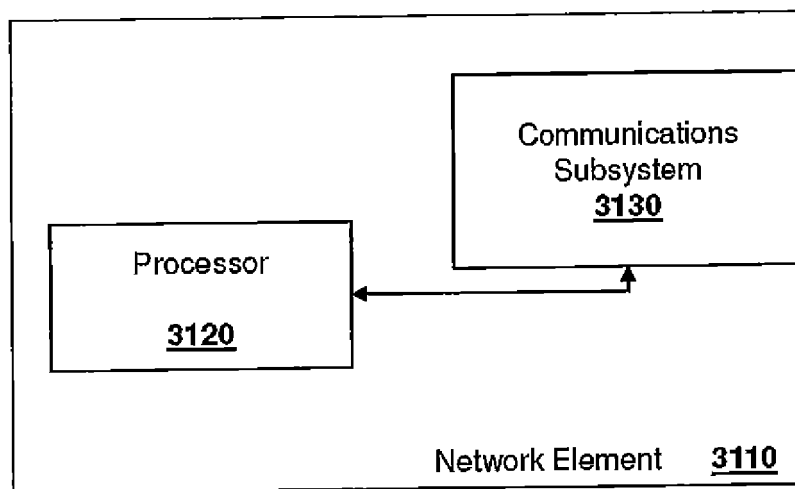 Communications
Subsystem
3130
Processor
3120
Network Element 3110